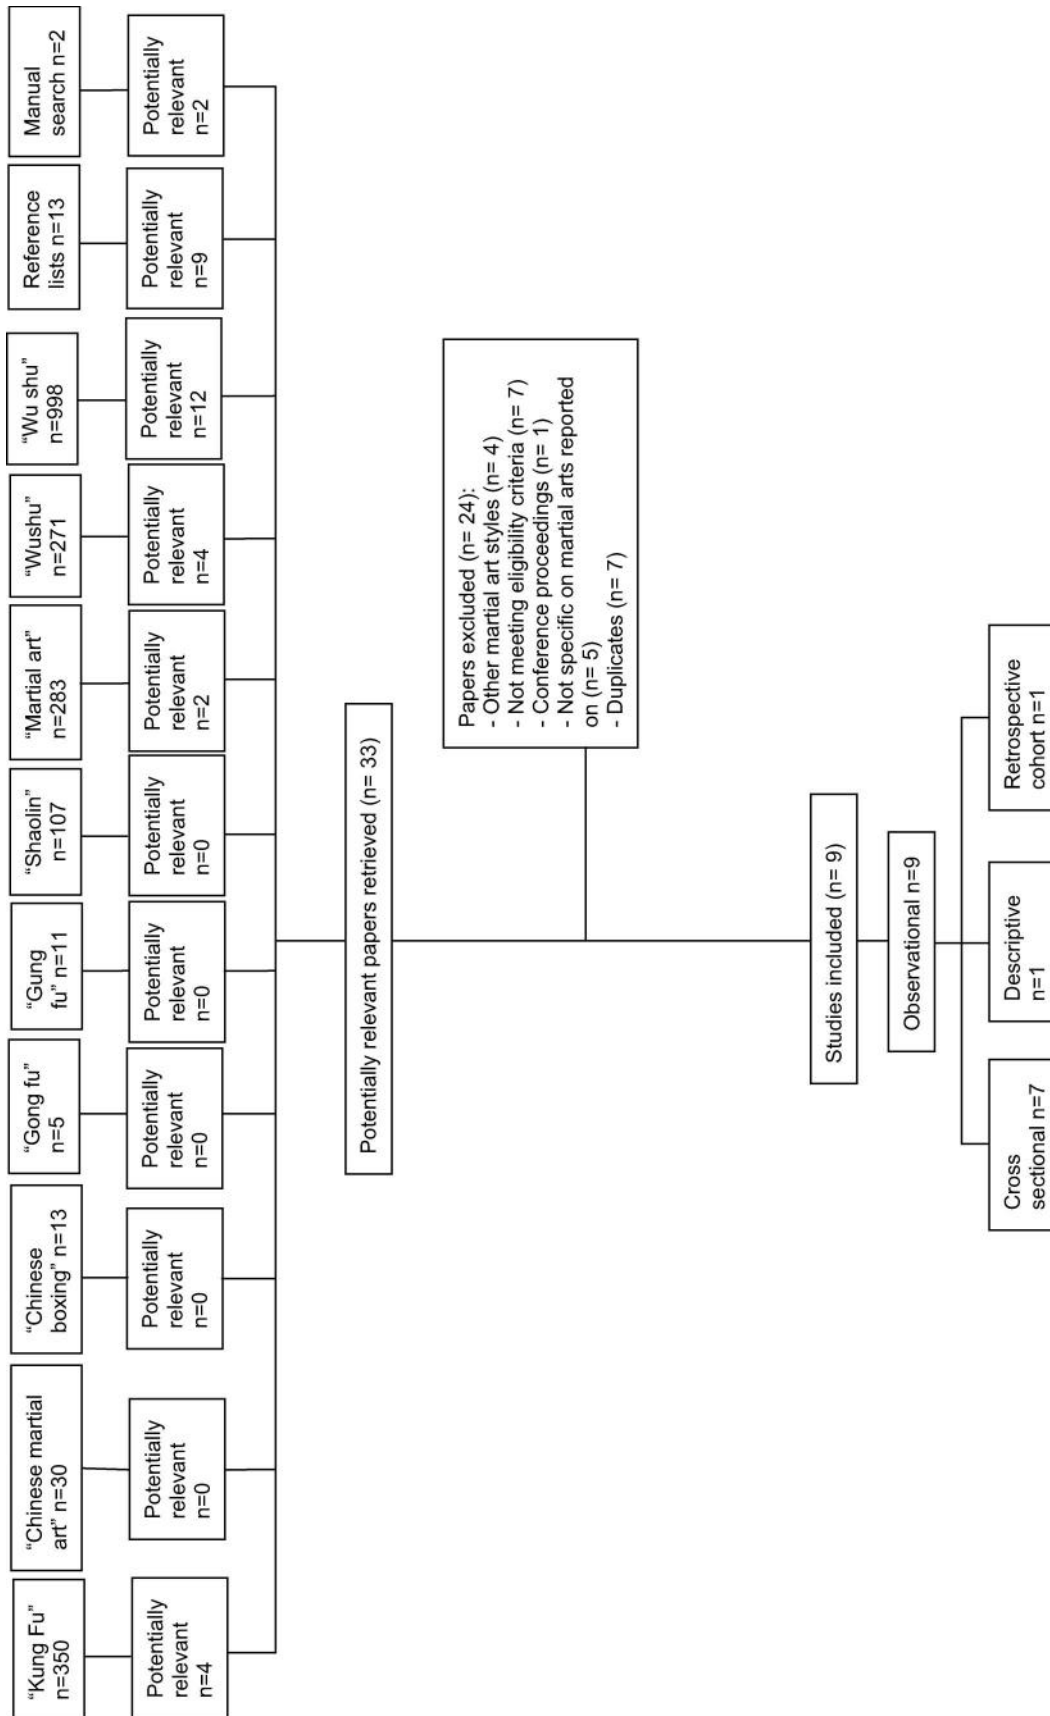 “Kung Fu”
n=350
“Chinese martial
art” n=30
“Chinese
boxing” n=13
“Gong fu”
n=5
“Gung
fu” n=11
“Shaolin”
n=107
“Martial art”
n=283
“Wushu”
n=271
“Wu shu”
n=998
Reference
lists n=13
Manual
search n=2
Potentially
relevant
n=4
Potentially
relevant
n=0
Potentially
relevant
n=0
Potentially
relevant
n=0
Potentially
relevant
n=0
Potentially
relevant
n=0
Potentially
relevant
n=2
Potentially
relevant
n=4
Potentially
relevant
n=12
Potentially
relevant
n=9
Potentially
relevant
n=2
Potentially relevant papers retrieved (n= 33)
Papers excluded (n= 24):
- Other martial art styles (n= 4)
- Not meeting eligibility criteria (n= 7)
- Conference proceedings (n= 1)
- Not specific on martial arts reported
on (n= 5)
- Duplicates (n= 7)
Studies included (n= 9)
Observational n=9
Cross
sectional n=7
Descriptive
n=1
Retrospective
cohort n=1